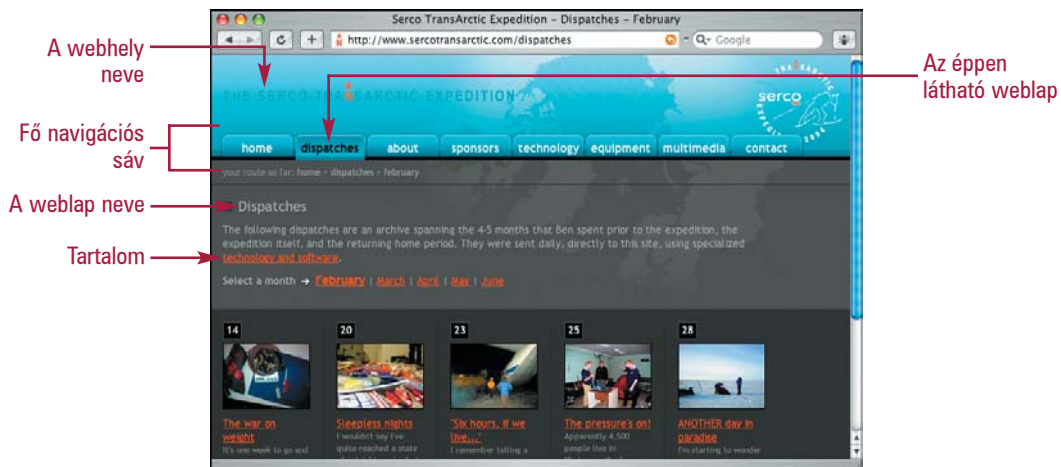 A webhely
neve
Fő navigációs
sáv
A weblap neve
Tartalom
Az éppen
látható weblap
Serco TransArctic Expedition – Dispatches – February
http://www.sercotransarctic.com/dispatches
Google
THE SERCO TRANSARCTIC EXPEDITION
TRANSARCTIC
serco
EXPEDITION 2004
home dispatches about sponsors technology equipment multimedia contact
your route so far: home > dispatches > february
Dispatches
The following dispatches are an archive spanning the 4-5 months that Ben spent prior to the expedition, the
expedition itself, and the returning home period. They were sent daily, directly to this site, using specialized
technology and software.
Select a month → February | March | April | May | June
14 20 23 25 28
The war on
weight
It's one week to go and
Sleepless nights
I wouldn't say I've
quite reached a state
"Six hours, if we
live..."
I remember telling a
The pressure's on!
Apparently 4,500
people live in
ANOTHER day in
paradise
I'm starting to wonder